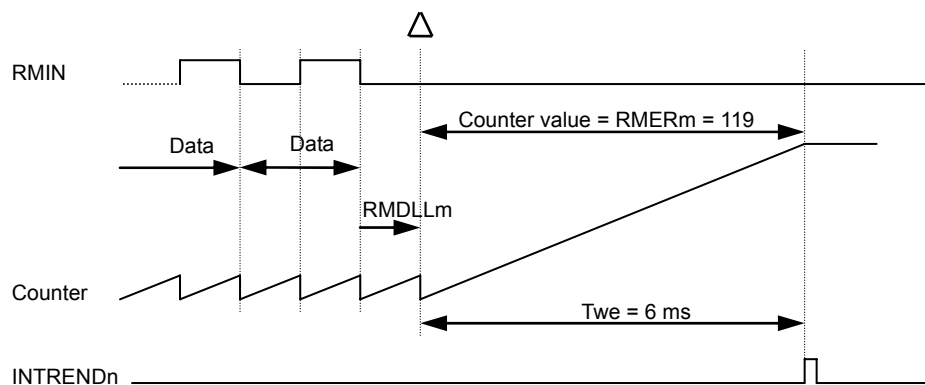 RMIN
Counter value = RMERm = 119
Data
Data
RMDLLm
Counter
Twe = 6 ms
INTRENDn